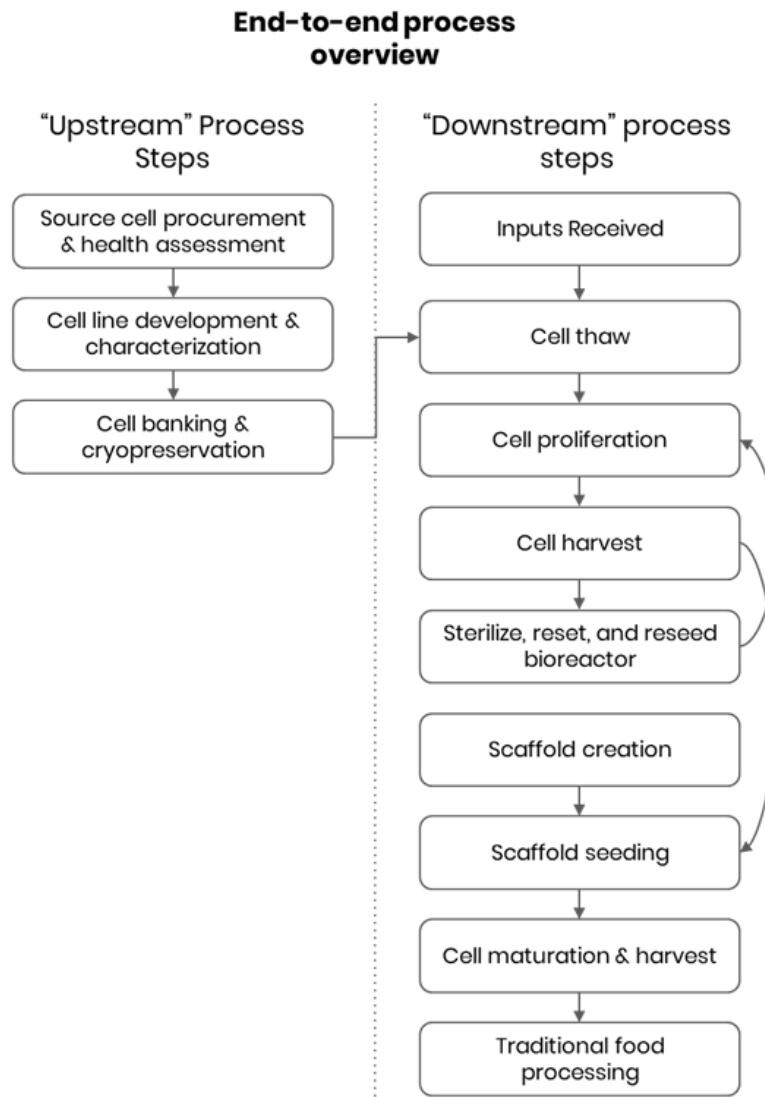 End-to-end process
overview
“Upstream” Process
Steps
Source cell procurement
& health assessment
Cell line development &
characterization
Cell banking &
cryopreservation
“Downstream” process
steps
Inputs Received
Cell thaw
Cell proliferation
Cell harvest
Sterilize, reset, and reseed
bioreactor
Scaffold creation
Scaffold seeding
Cell maturation & harvest
Traditional food
processing